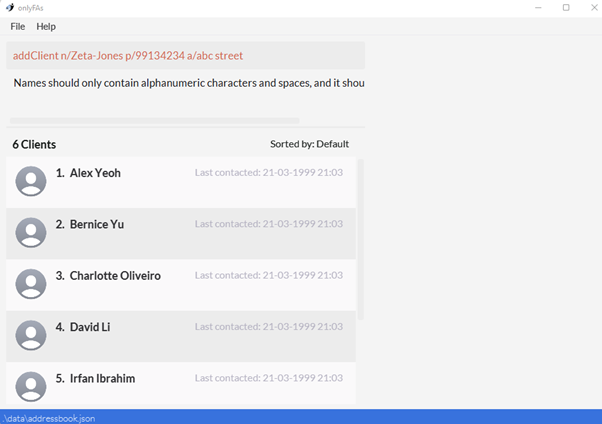 onlyFAs
File Help
addClient n/Zeta-Jones p/99134234 a/abc street
Names should only contain alphanumeric characters and spaces, and it shou
6 Clients Sorted by: Default
1. Alex Yeoh Last contacted: 21-03-1999 21:03
2. Bernice Yu Last contacted: 21-03-1999 21:03
3. Charlotte Oliveiro Last contacted: 21-03-1999 21:03
4. David Li Last contacted: 21-03-1999 21:03
5. Irfan Ibrahim Last contacted: 21-03-1999 21:03
.\data\addressbook.json